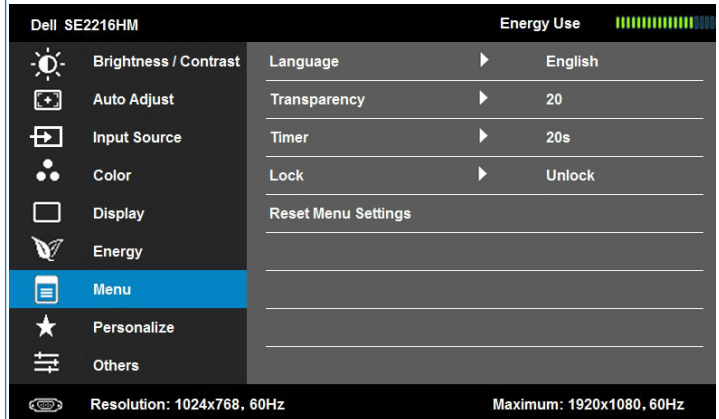 Dell SE2216HM Energy Use
Brightness / Contrast Language English
Auto Adjust Transparency 20
Input Source Timer 20s
Color Lock Unlock
Display Reset Menu Settings
Energy
Menu
Personalize
Others
Resolution: 1024x768, 60Hz Maximum: 1920x1080, 60Hz